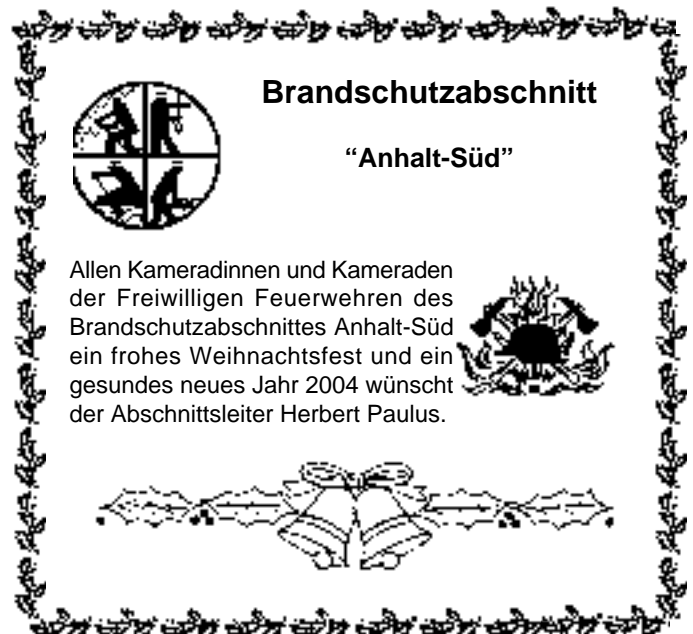 Brandschutzabschnitt
“Anhalt-Süd”
Allen Kameradinnen und Kameraden
der Freiwilligen Feuerwehren des
Brandschutzabschnittes Anhalt-Süd
ein frohes Weihnachtsfest und ein
gesundes neues Jahr 2004 wünscht
der Abschnittsleiter Herbert Paulus.